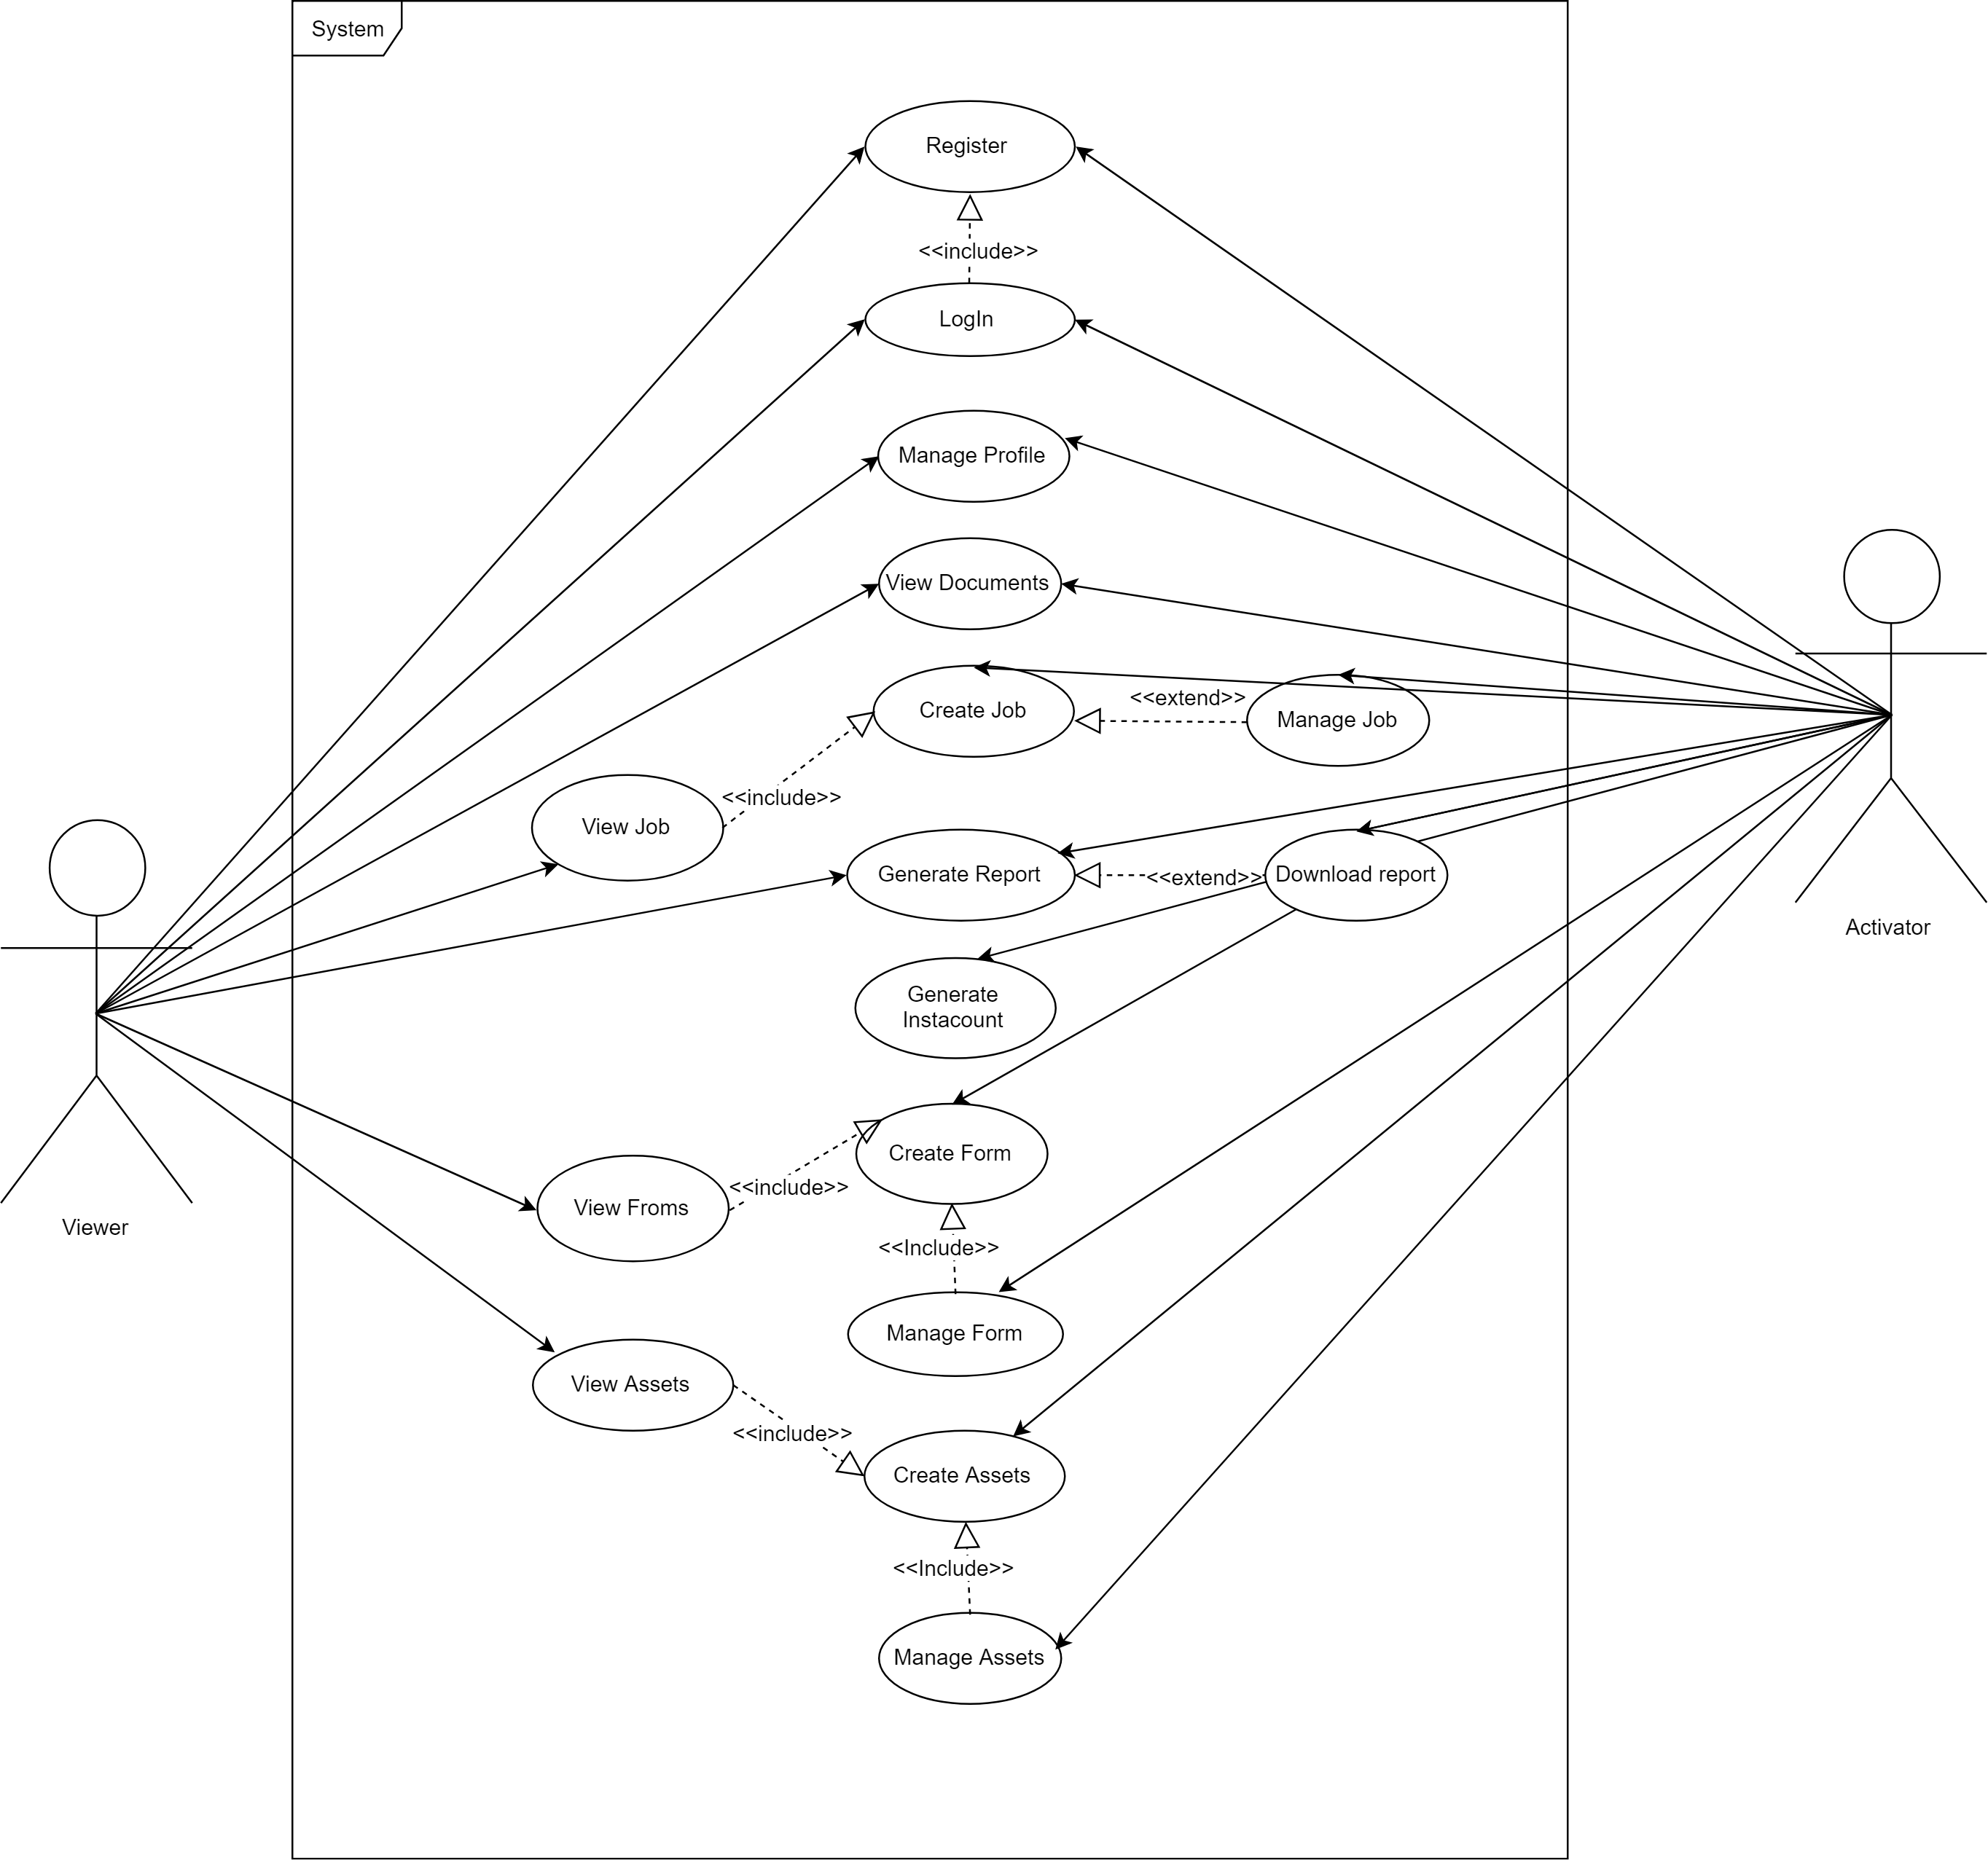 System
Register
<<include>>
LogIn
Manage Profile
View Documents
<<extend>>
Create Job
Manage Job
<<include>>
View Job
Generate Report
<<extend>>
Download report
Activator
Generate
Instacount
Create Form
<<include>>
View Froms
Viewer
<<Include>>
Manage Form
View Assets
<<include>>
Create Assets
<<Include>>
Manage Assets